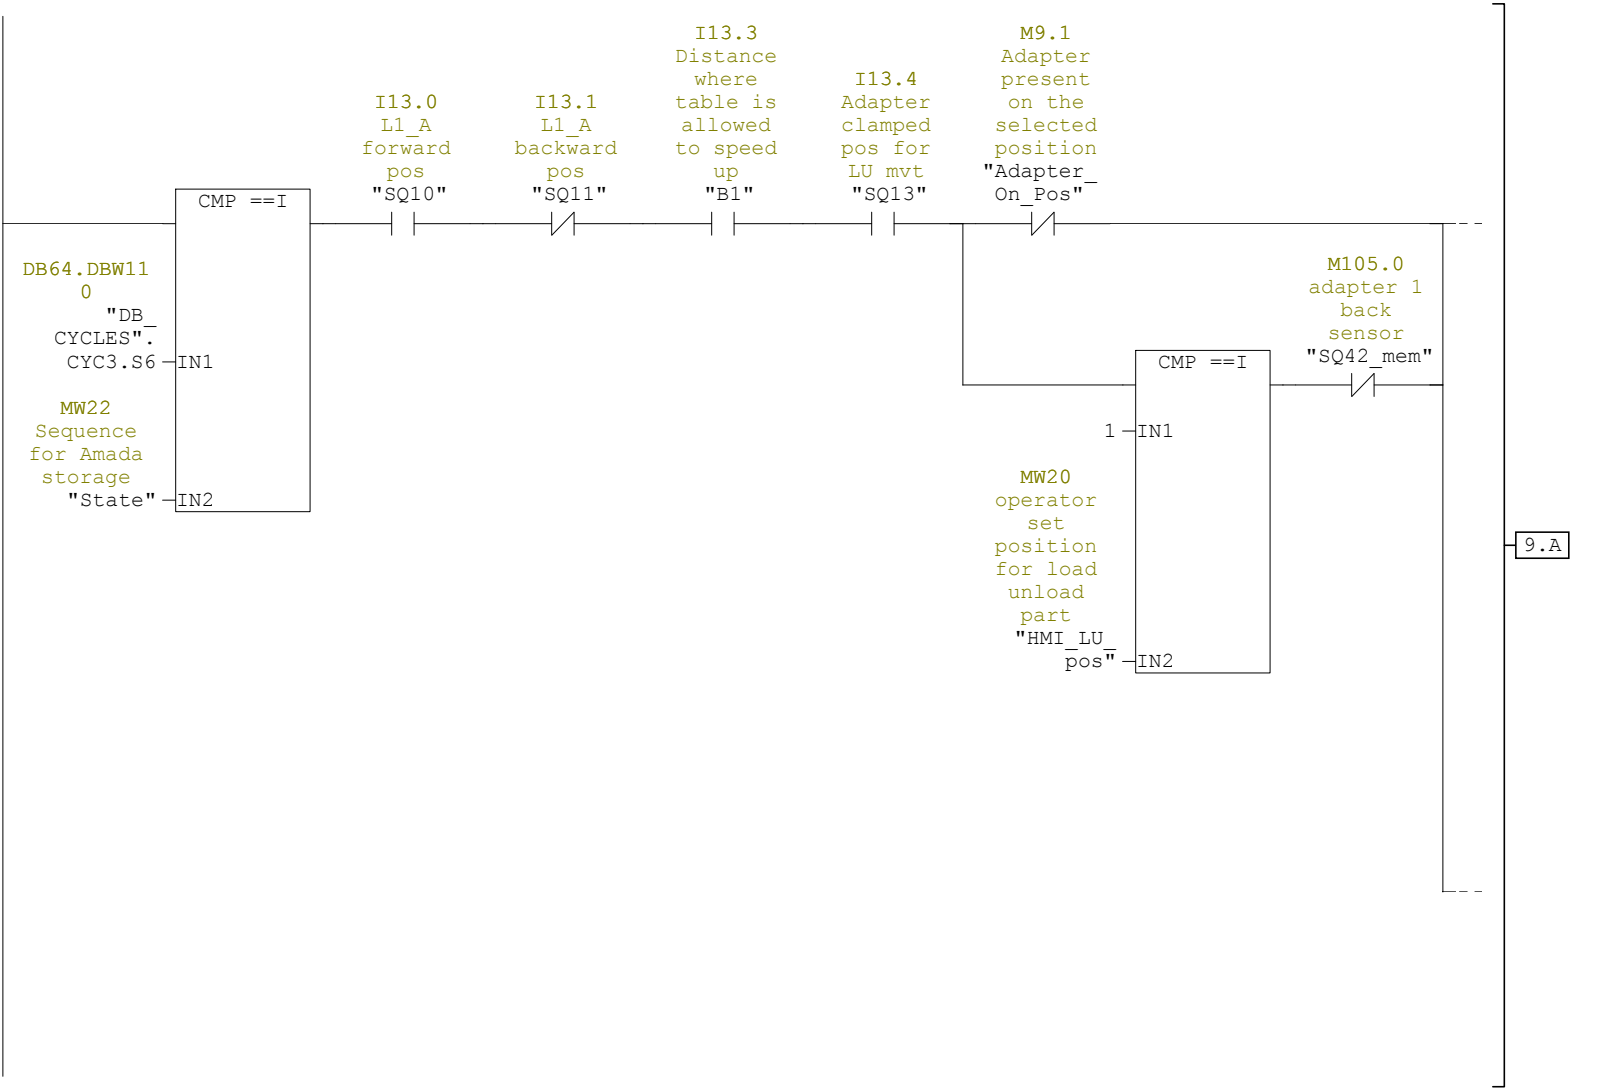 I13.0
L1_A
forward
pos
"SQ10"
I13.1
L1_A
backward
pos
"SQ11"
I13.3
Distance
where
table is
allowed
to speed
up
"B1"
I13.4
Adapter
clamped
pos for
LU mvt
"SQ13"
M9.1
Adapter
present
on the
selected
position
"Adapter_
On_Pos"
CMP ==I
DB64.DBW11
0
"DB_
CYCLES".
CYC3.S6
IN1
MW22
Sequence
for Amada
storage
"State"
IN2
M105.0
adapter 1
back
sensor
"SQ42_mem"
CMP ==I
1
IN1
MW20
operator
set
position
for load
unload
part
"HMI_LU_
pos"
IN2
9.A